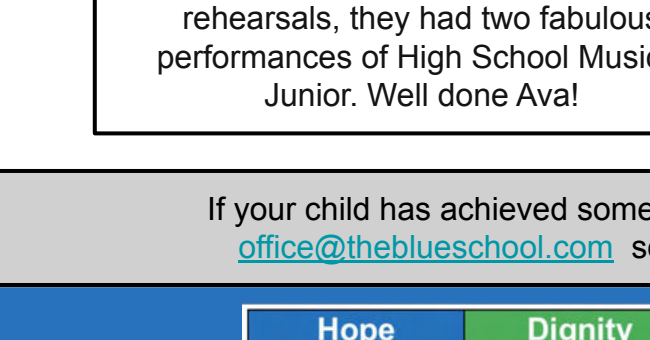 rehearsals, they had two fabulous
performances of High School Music
Junior. Well done Ava!
If your child has achieved some
office@theblueschool.com so
Hope Dignity